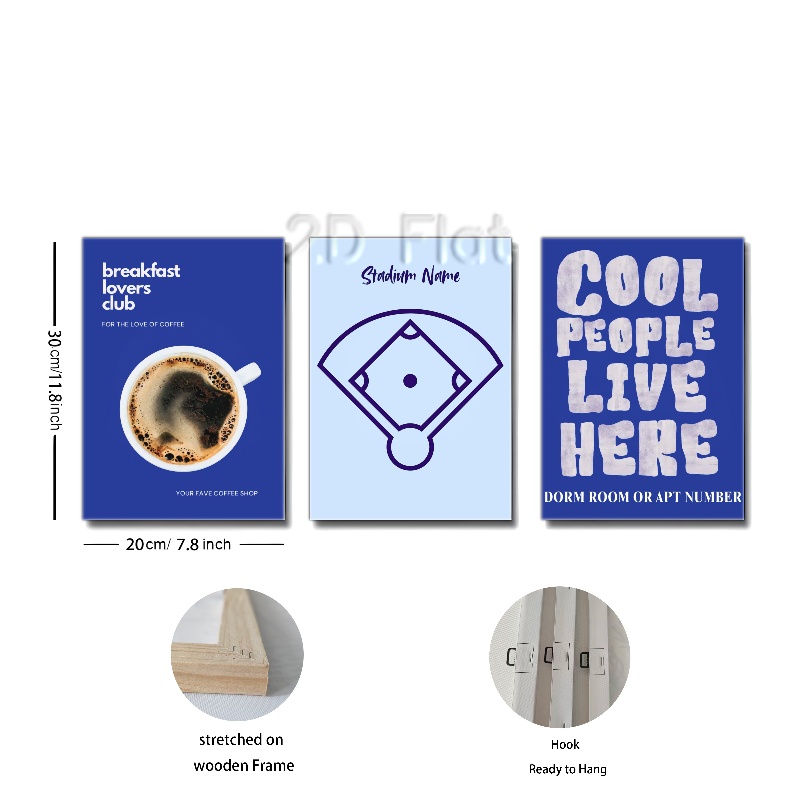 2.D Flat
breakfast
lovers
club
FOR THE LOVE OF COFFEE
YOUR FAVE COFFEE SHOP
Stadium Name
COOL
PEOPLE
LIVE
HERE
DORM ROOM OR APT NUMBER
30cm/11.8inch
20cm/ 7.8 inch
stretched on
wooden Frame
Hook
Ready to Hang